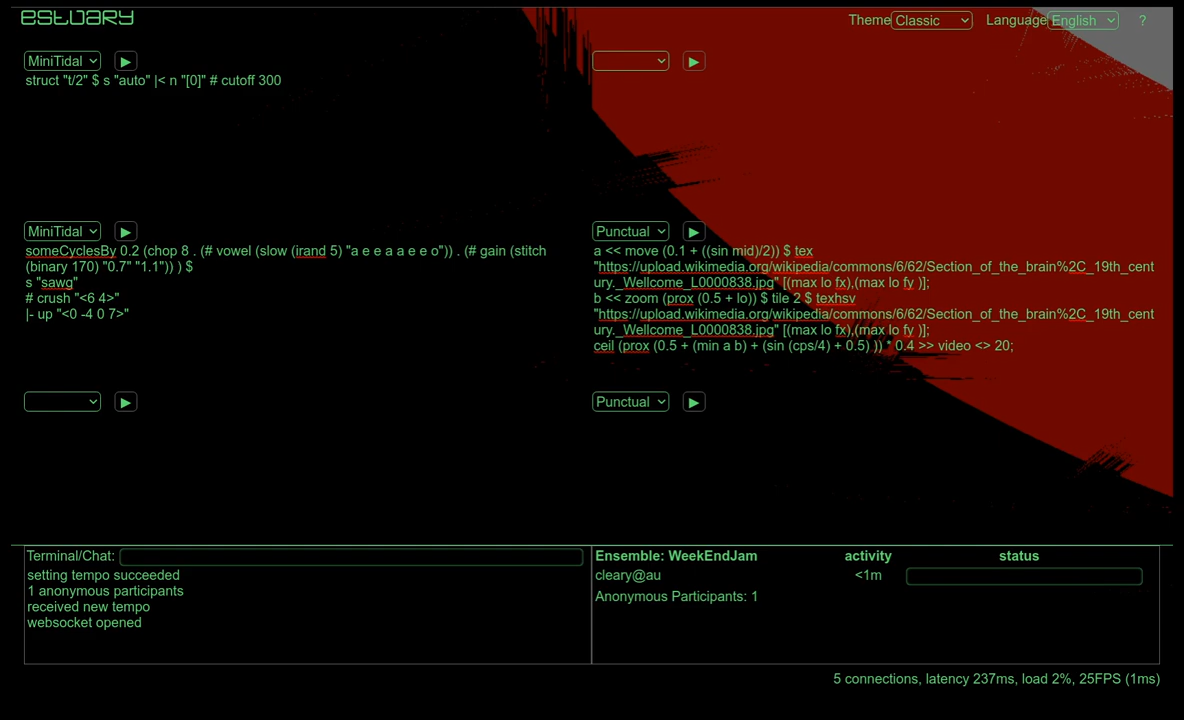 estuary
Theme Classic Language English ?
MiniTidal ▶
struct "t/2" $ s "auto" |< n "[0]" # cutoff 300
▶
MiniTidal ▶
someCyclesBy 0.2 (chop 8 . (# vowel (slow (irand 5) "a e e a a e e o")) . (# gain (stitch
(binary 170) "0.7" "1.1")) ) $
s "sawg"
# crush "<6 4>"
|- up "<0 -4 0 7>"
Punctual ▶
a << move (0.1 + ((sin mid)/2)) $ tex
"https://upload.wikimedia.org/wikipedia/commons/6/62/Section_of_the_brain%2C_19th_cent
ury._Wellcome_L0000838.jpg" [(max lo fx),(max lo fy )];
b << zoom (prox (0.5 + lo)) $ tile 2 $ texhsv
"https://upload.wikimedia.org/wikipedia/commons/6/62/Section_of_the_brain%2C_19th_cent
ury._Wellcome_L0000838.jpg" [(max lo fx),(max lo fy )];
ceil (prox (0.5 + (min a b) + (sin (cps/4) + 0.5) )) * 0.4 >> video <> 20;
▶
Punctual ▶
Terminal/Chat:
setting tempo succeeded
1 anonymous participants
received new tempo
websocket opened
Ensemble: WeekEndJam activity status
cleary@au <1m
Anonymous Participants: 1
5 connections, latency 237ms, load 2%, 25FPS (1ms)